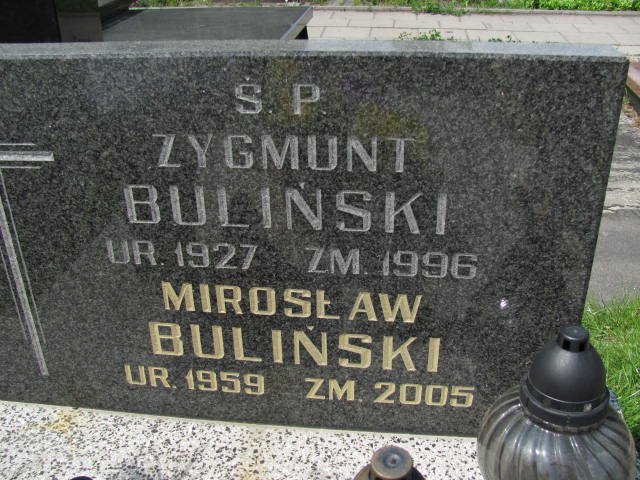 Ś. P
ZYGMUNT
BULIŃSKI
UR. 1927 ZM. 1996
MIROSŁAW
BULIŃSKI
UR. 1959 ZM. 2005